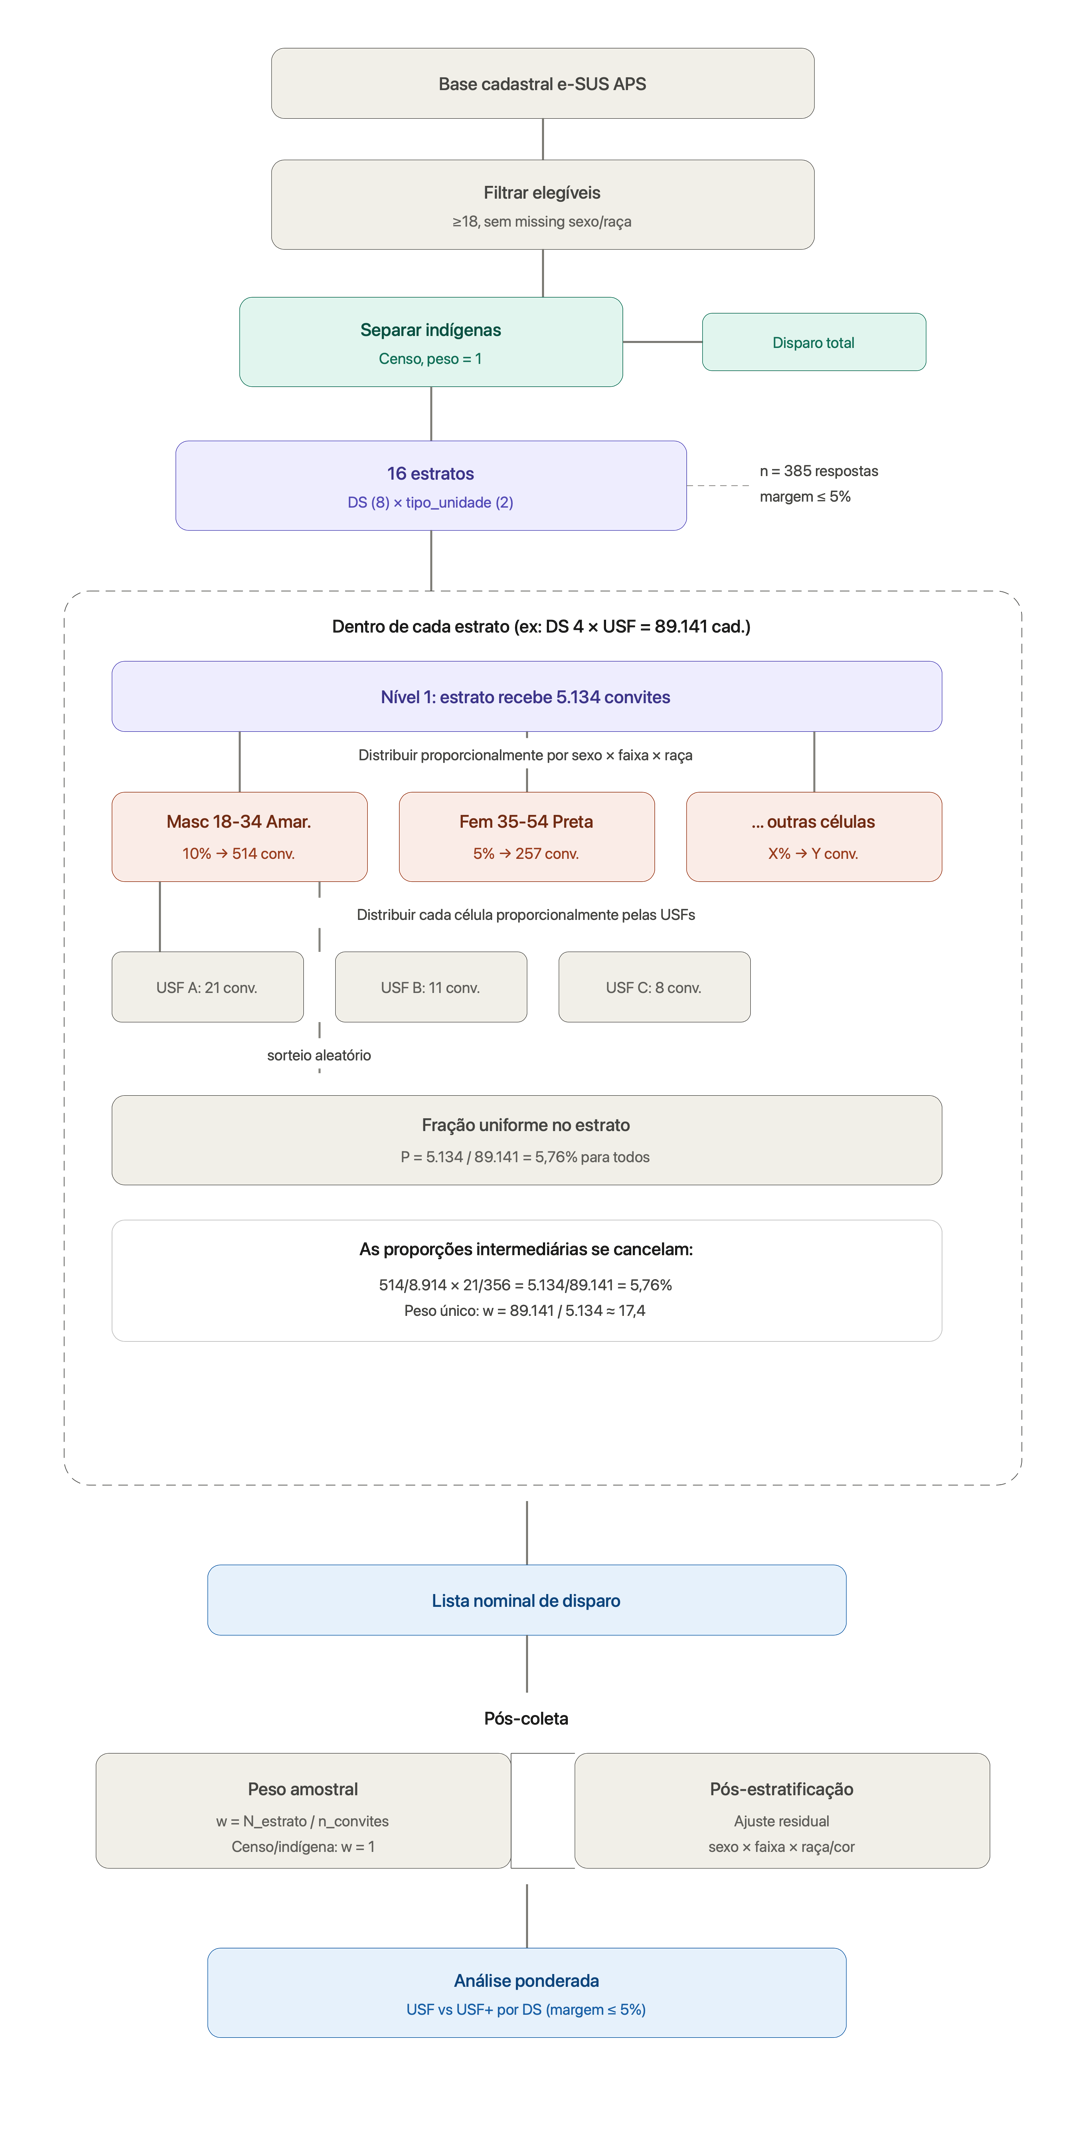 Base cadastral e-SUS APS
Filtrar elegíveis
≥18, sem missing sexo/raça
Separar indígenas
Censo, peso = 1
Disparo total
16 estratos
DS (8) × tipo_unidade (2)
n = 385 respostas
margem ≤ 5%
Dentro de cada estrato (ex: DS 4 × USF = 89.141 cad.)
Nível 1: estrato recebe 5.134 convites
Distribuir proporcionalmente por sexo × faixa × raça
Masc 18-34 Amar.
10% → 514 conv.
Fem 35-54 Preta
5% → 257 conv.
... outras células
X% → Y conv.
Distribuir cada célula proporcionalmente pelas USFs
USF A: 21 conv.
USF B: 11 conv.
USF C: 8 conv.
sorteio aleatório
Fração uniforme no estrato
P = 5.134 / 89.141 = 5,76% para todos
As proporções intermediárias se cancelam:
514/8.914 × 21/356 = 5.134/89.141 = 5,76%
Peso único: w = 89.141 / 5.134 ≈ 17,4
Lista nominal de disparo
Pós-coleta
Peso amostral
w = N_estrato / n_convites
Censo/indígena: w = 1
Pós-estratificação
Ajuste residual
sexo × faixa × raça/cor
Análise ponderada
USF vs USF+ por DS (margem ≤ 5%)